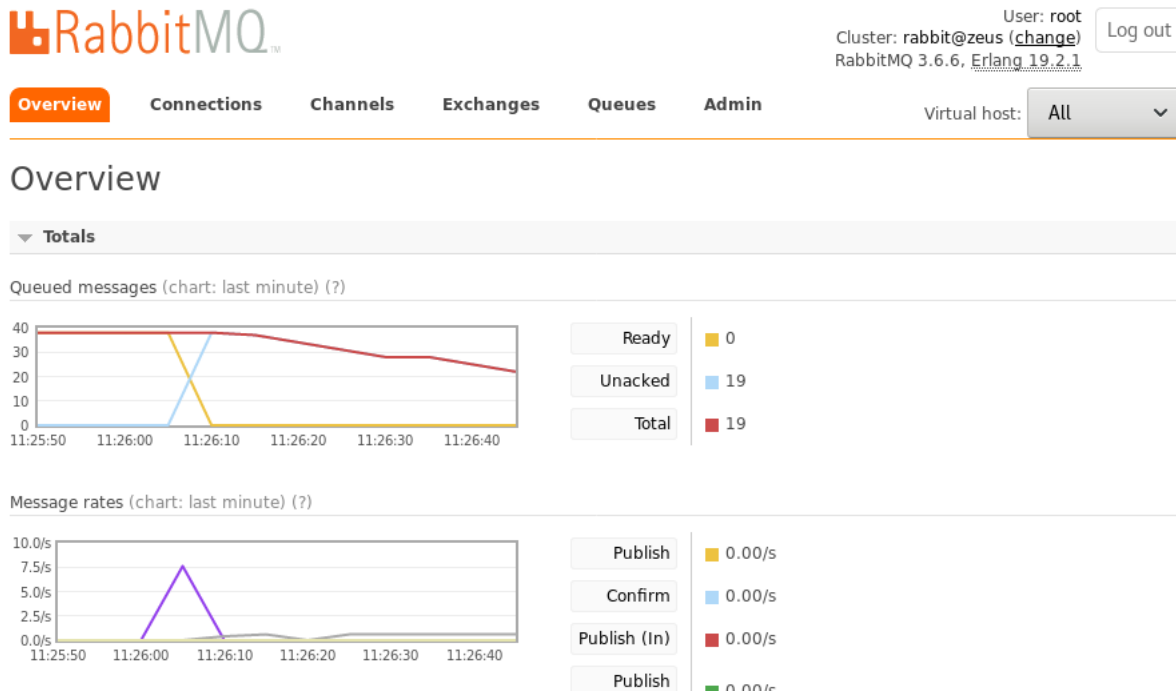 RabbitMQ™
User: root
Cluster: rabbit@zeus (change)
RabbitMQ 3.6.6, Erlang 19.2.1
Log out
Overview Connections Channels Exchanges Queues Admin
Virtual host: All
Overview
Totals
Queued messages (chart: last minute) (?)
40
30
20
10
0
11:25:50 11:26:00 11:26:10 11:26:20 11:26:30 11:26:40
Ready 0
Unacked 19
Total 19
Message rates (chart: last minute) (?)
10.0/s
7.5/s
5.0/s
2.5/s
0.0/s
11:25:50 11:26:00 11:26:10 11:26:20 11:26:30 11:26:40
Publish 0.00/s
Confirm 0.00/s
Publish (In) 0.00/s
Publish
0.00/s